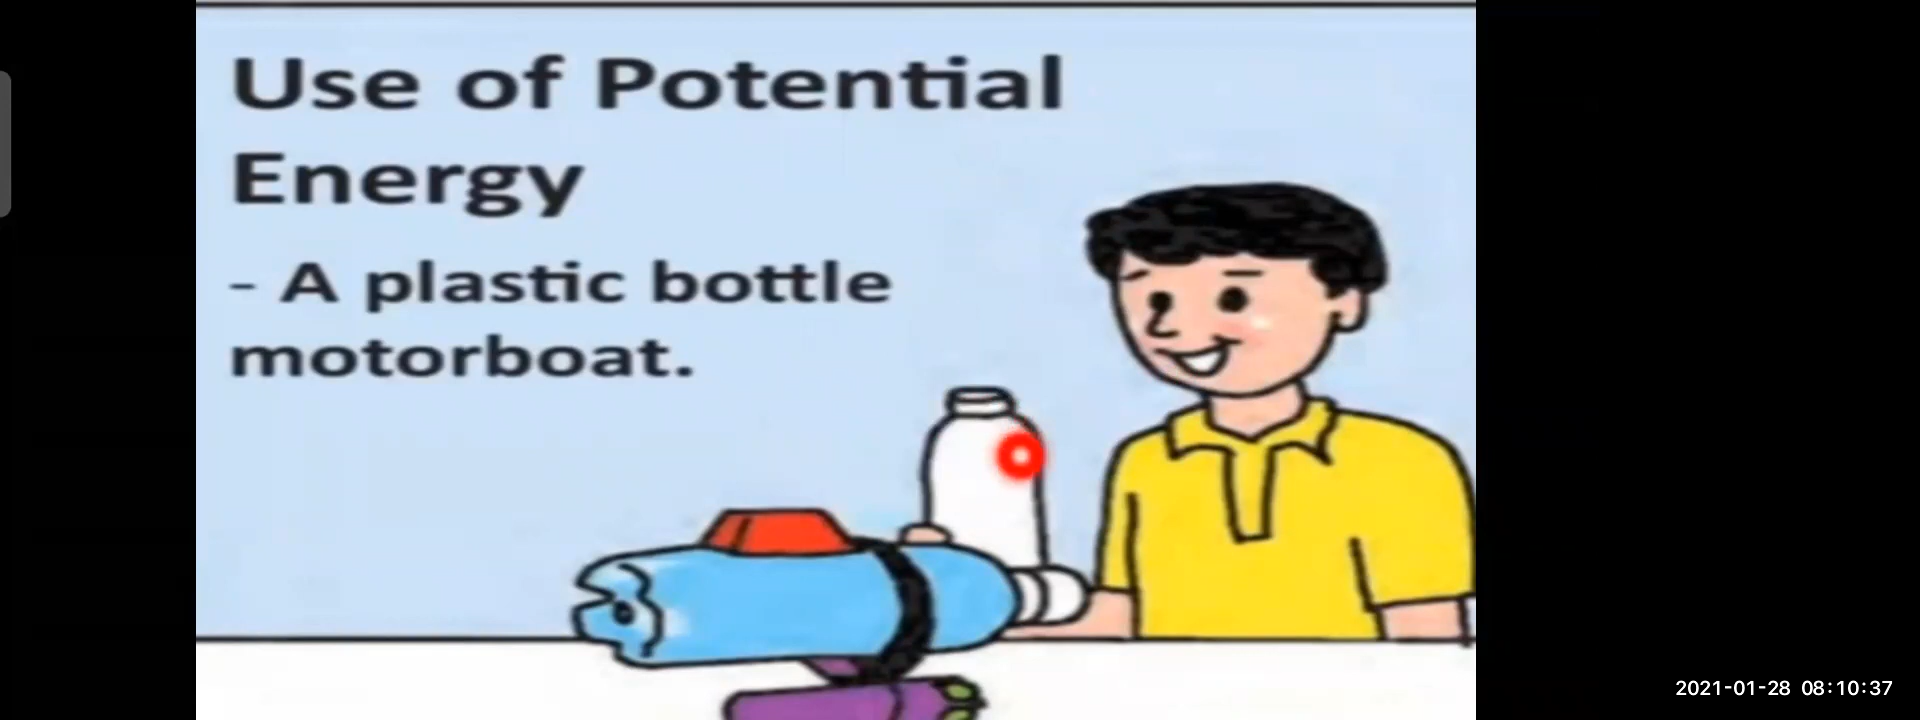 Use of Potential
Energy
- A plastic bottle
motorboat.
2021-01-28 08:10:37